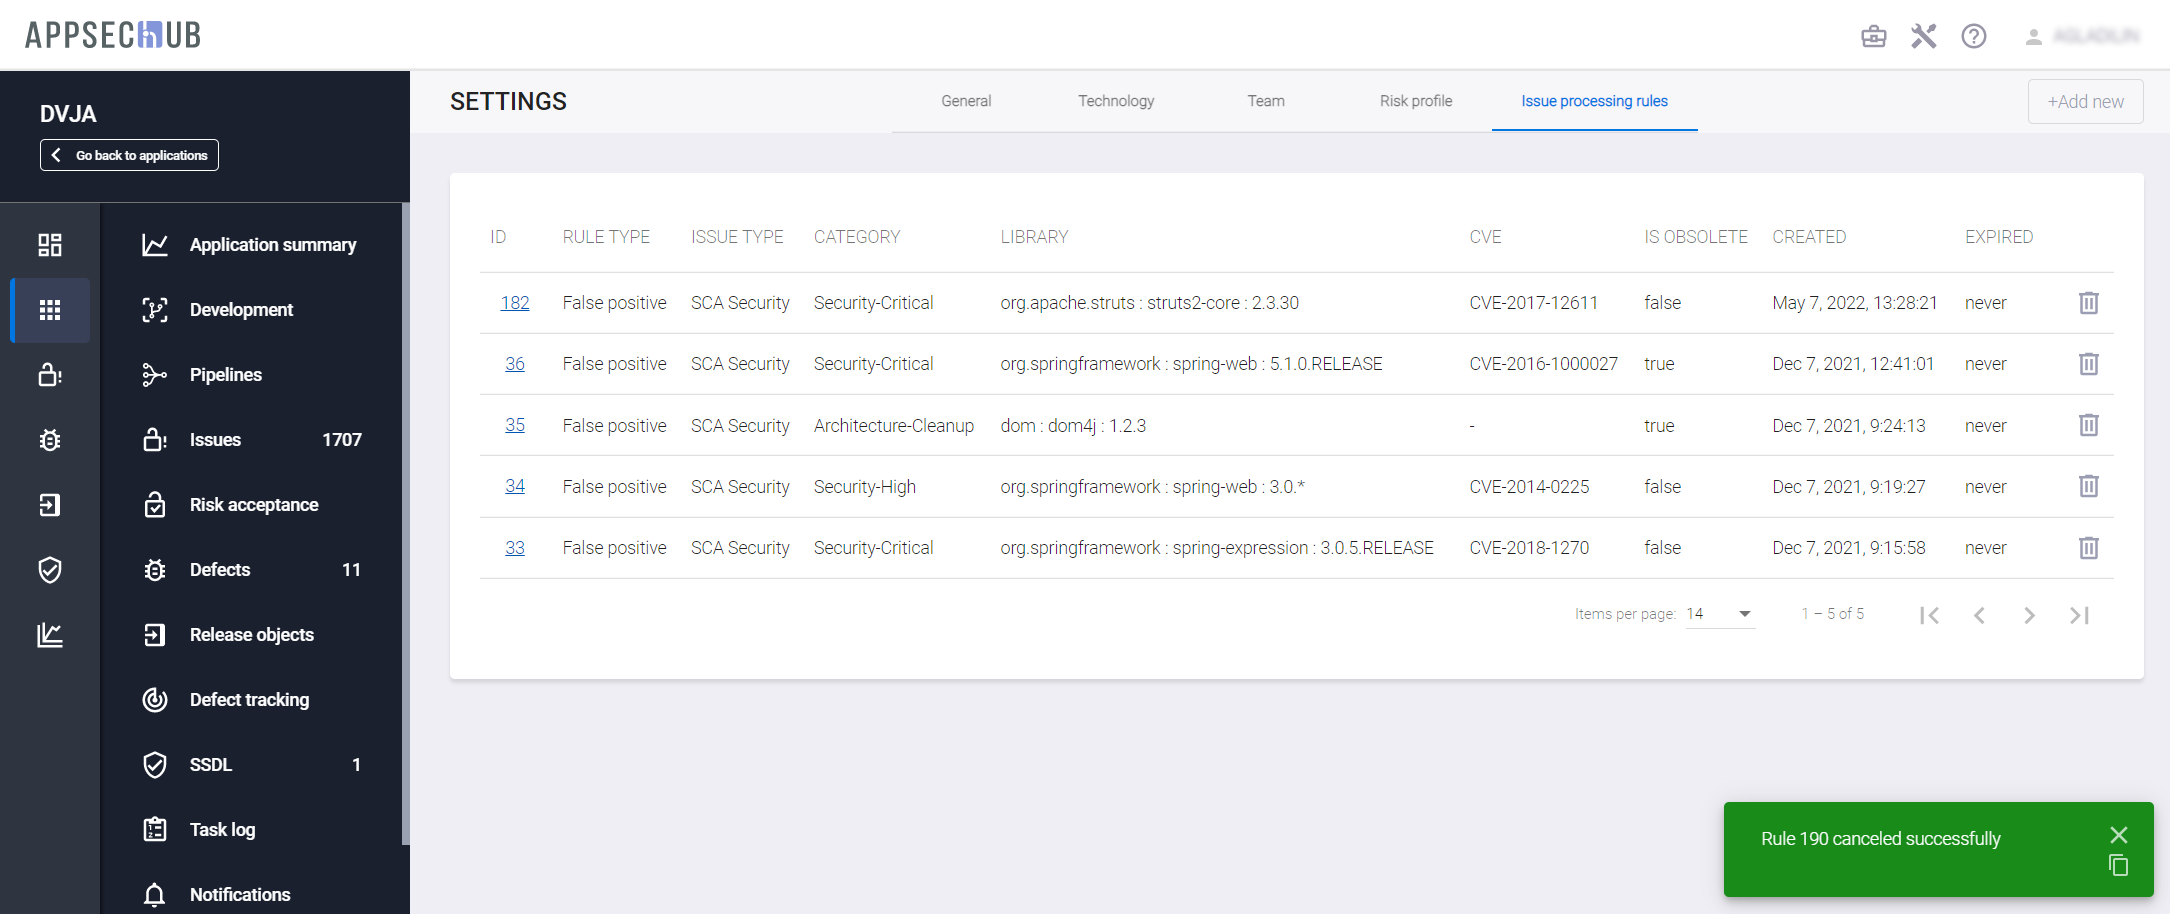 APPSECHUB
DVJA
Go back to applications
SETTINGS
General
Technology
Team
Risk profile
Issue processing rules
+Add new
Application summary
Development
Pipelines
Issues 1707
Risk acceptance
Defects 11
Release objects
Defect tracking
SSDL 1
Task log
Notifications
ID RULE TYPE ISSUE TYPE CATEGORY LIBRARY CVE IS OBSOLETE CREATED EXPIRED
182 False positive SCA Security Security-Critical org.apache.struts : struts2-core : 2.3.30 CVE-2017-12611 false May 7, 2022, 13:28:21 never
36 False positive SCA Security Security-Critical org.springframework : spring-web : 5.1.0.RELEASE CVE-2016-1000027 true Dec 7, 2021, 12:41:01 never
35 False positive SCA Security Architecture-Cleanup dom : dom4j : 1.2.3 - true Dec 7, 2021, 9:24:13 never
34 False positive SCA Security Security-High org.springframework : spring-web : 3.0.* CVE-2014-0225 false Dec 7, 2021, 9:19:27 never
33 False positive SCA Security Security-Critical org.springframework : spring-expression : 3.0.5.RELEASE CVE-2018-1270 false Dec 7, 2021, 9:15:58 never
Items per page: 14 1 – 5 of 5
Rule 190 canceled successfully